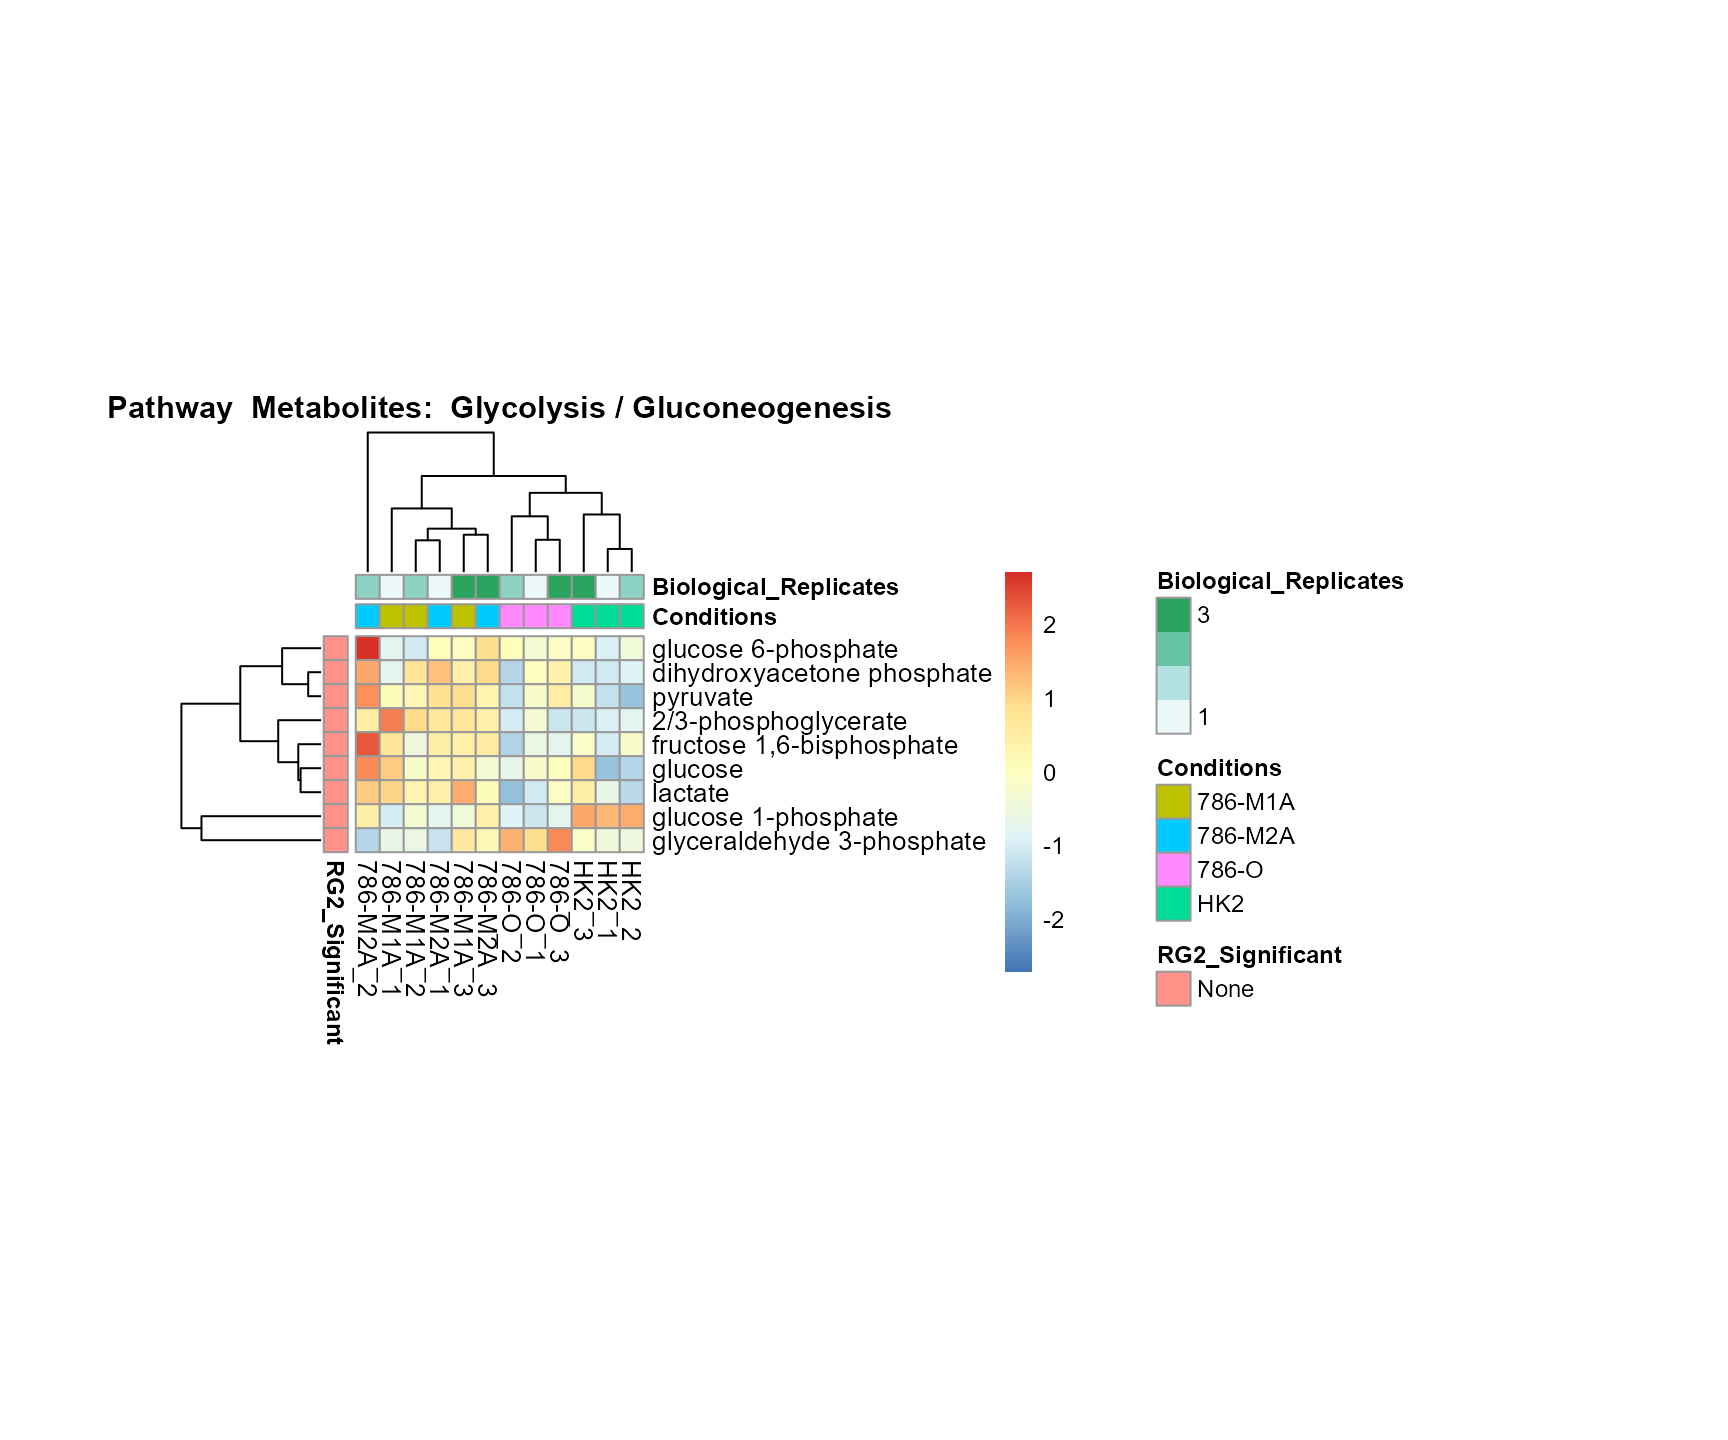 Pathway  Metabolites:  Glycolysis / Gluconeogenesis
Biological_Replicates
Conditions
glucose 6-phosphate
dihydroxyacetone phosphate
pyruvate
2/3-phosphoglycerate
fructose 1,6-bisphosphate
glucose
lactate
glucose 1-phosphate
glyceraldehyde 3-phosphate
RG2_Significant
786-M2A_2
786-M1A_1
786-M1A_2
786-M2A_1
786-M1A_3
786-M2A_3
786-O_2
786-O_1
786-O_3
HK2_3
HK2_1
HK2_2
2
1
0
-1
-2
Biological_Replicates
3
1
Conditions
786-M1A
786-M2A
786-O
HK2
RG2_Significant
None